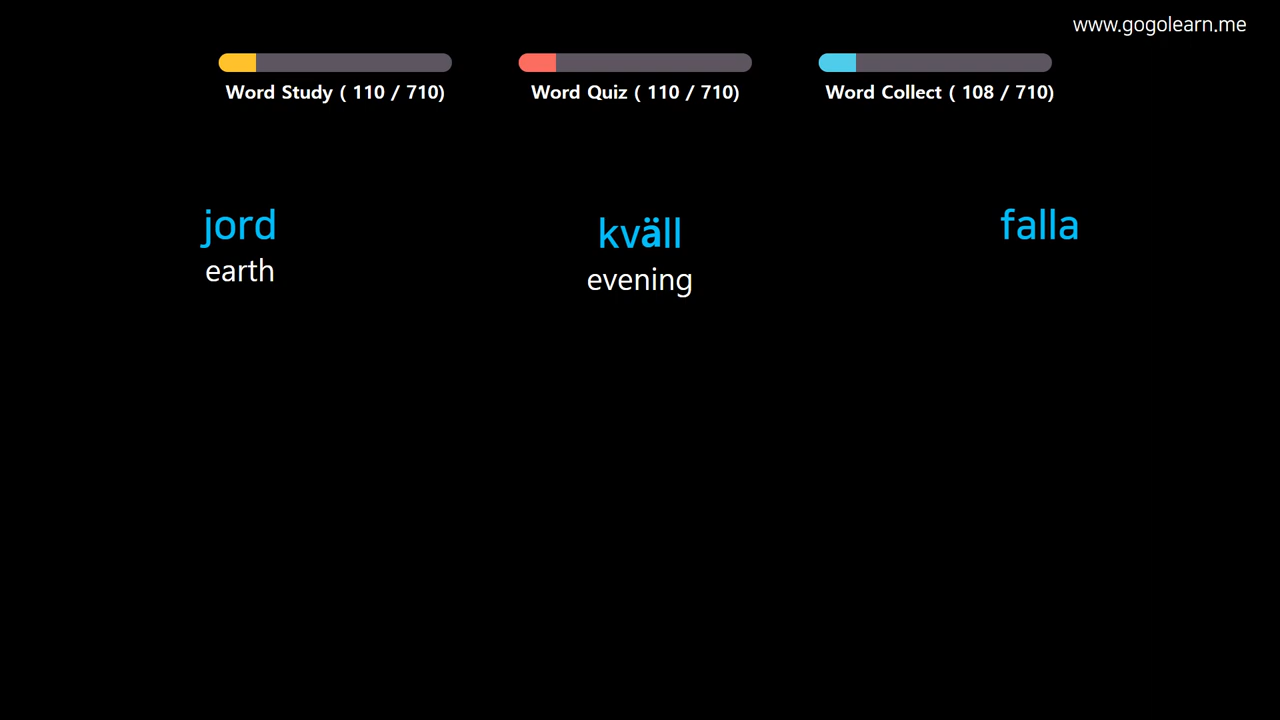 www.gogolearn.me
Word Study ( 110 / 710)
Word Quiz ( 110 / 710)
Word Collect ( 108 / 710)
jord
earth
kväll
evening
falla